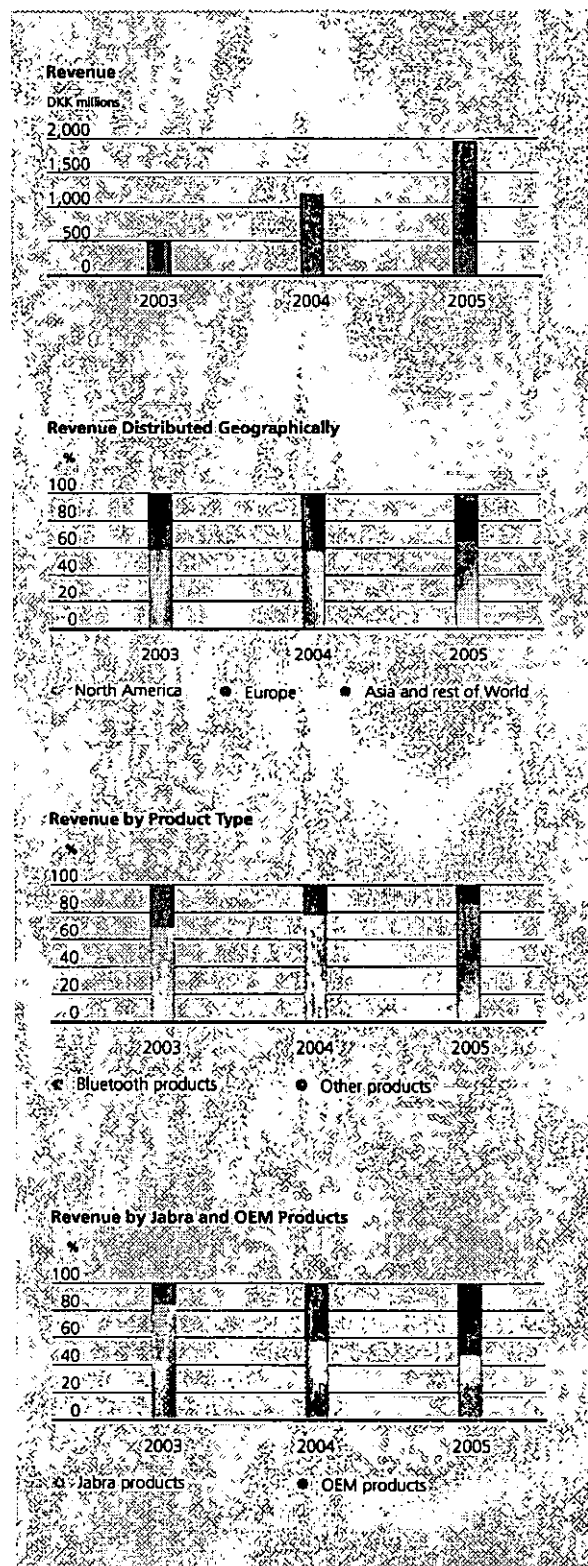 Revenue
DKK millions
2,000
1,500
1,000
500
0
2003 2004 2005
Revenue Distributed Geographically
%
100
80
60
40
20
0
2003 2004 2005
North America Europe Asia and rest of World
Revenue by Product Type
%
100
80
60
40
20
0
2003 2004 2005
Bluetooth products Other products
Revenue by Jabra and OEM Products
%
100
80
60
40
20
0
2003 2004 2005
Jabra products OEM products